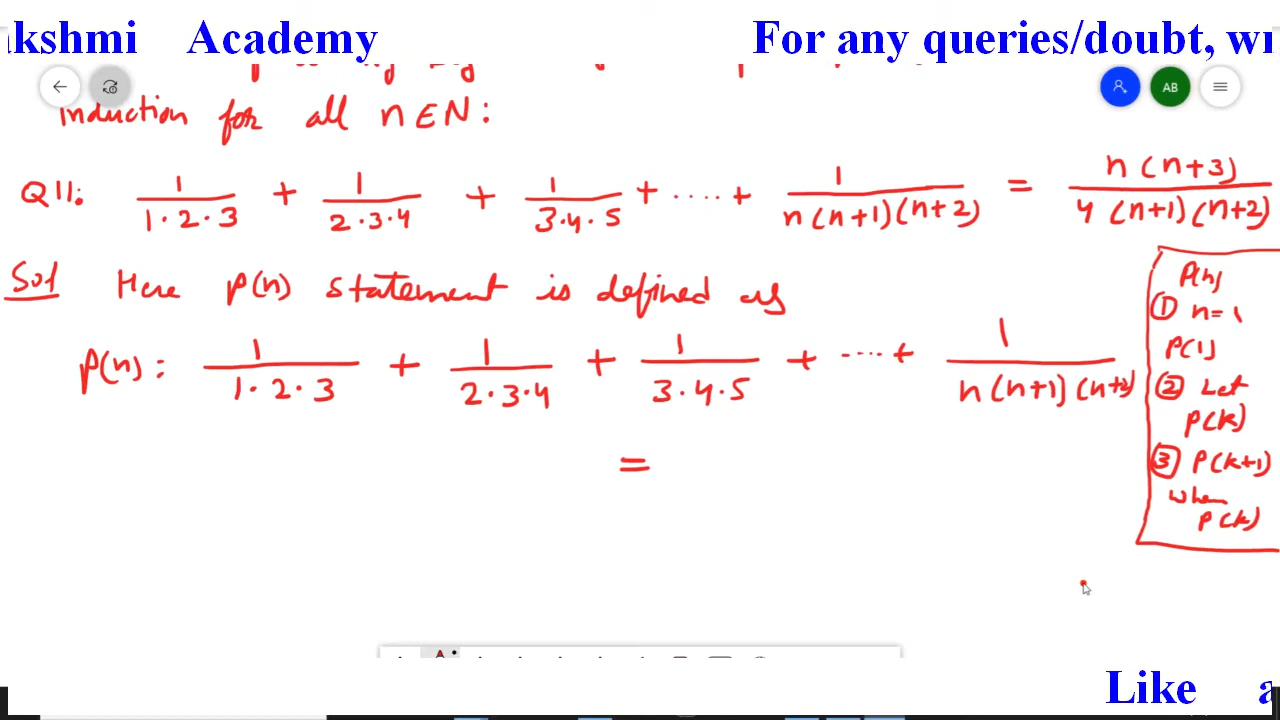 akshmi Academy For any queries/doubt, wr
induction for all n ∈ N :
Q11: 1/(1·2·3) + 1/(2·3·4) + 1/(3·4·5) + ····· + 1/(n(n+1)(n+2)) = n(n+3)/(4(n+1)(n+2))
Sol Here P(n) statement is defined as
P(n): 1/(1·2·3) + 1/(2·3·4) + 1/(3·4·5) + ····· + 1/(n(n+1)(n+2))
=
P(n)
① n=1
P(1)
② Let
P(k)
③ P(k+1)
when
P(k)
AB
Like a